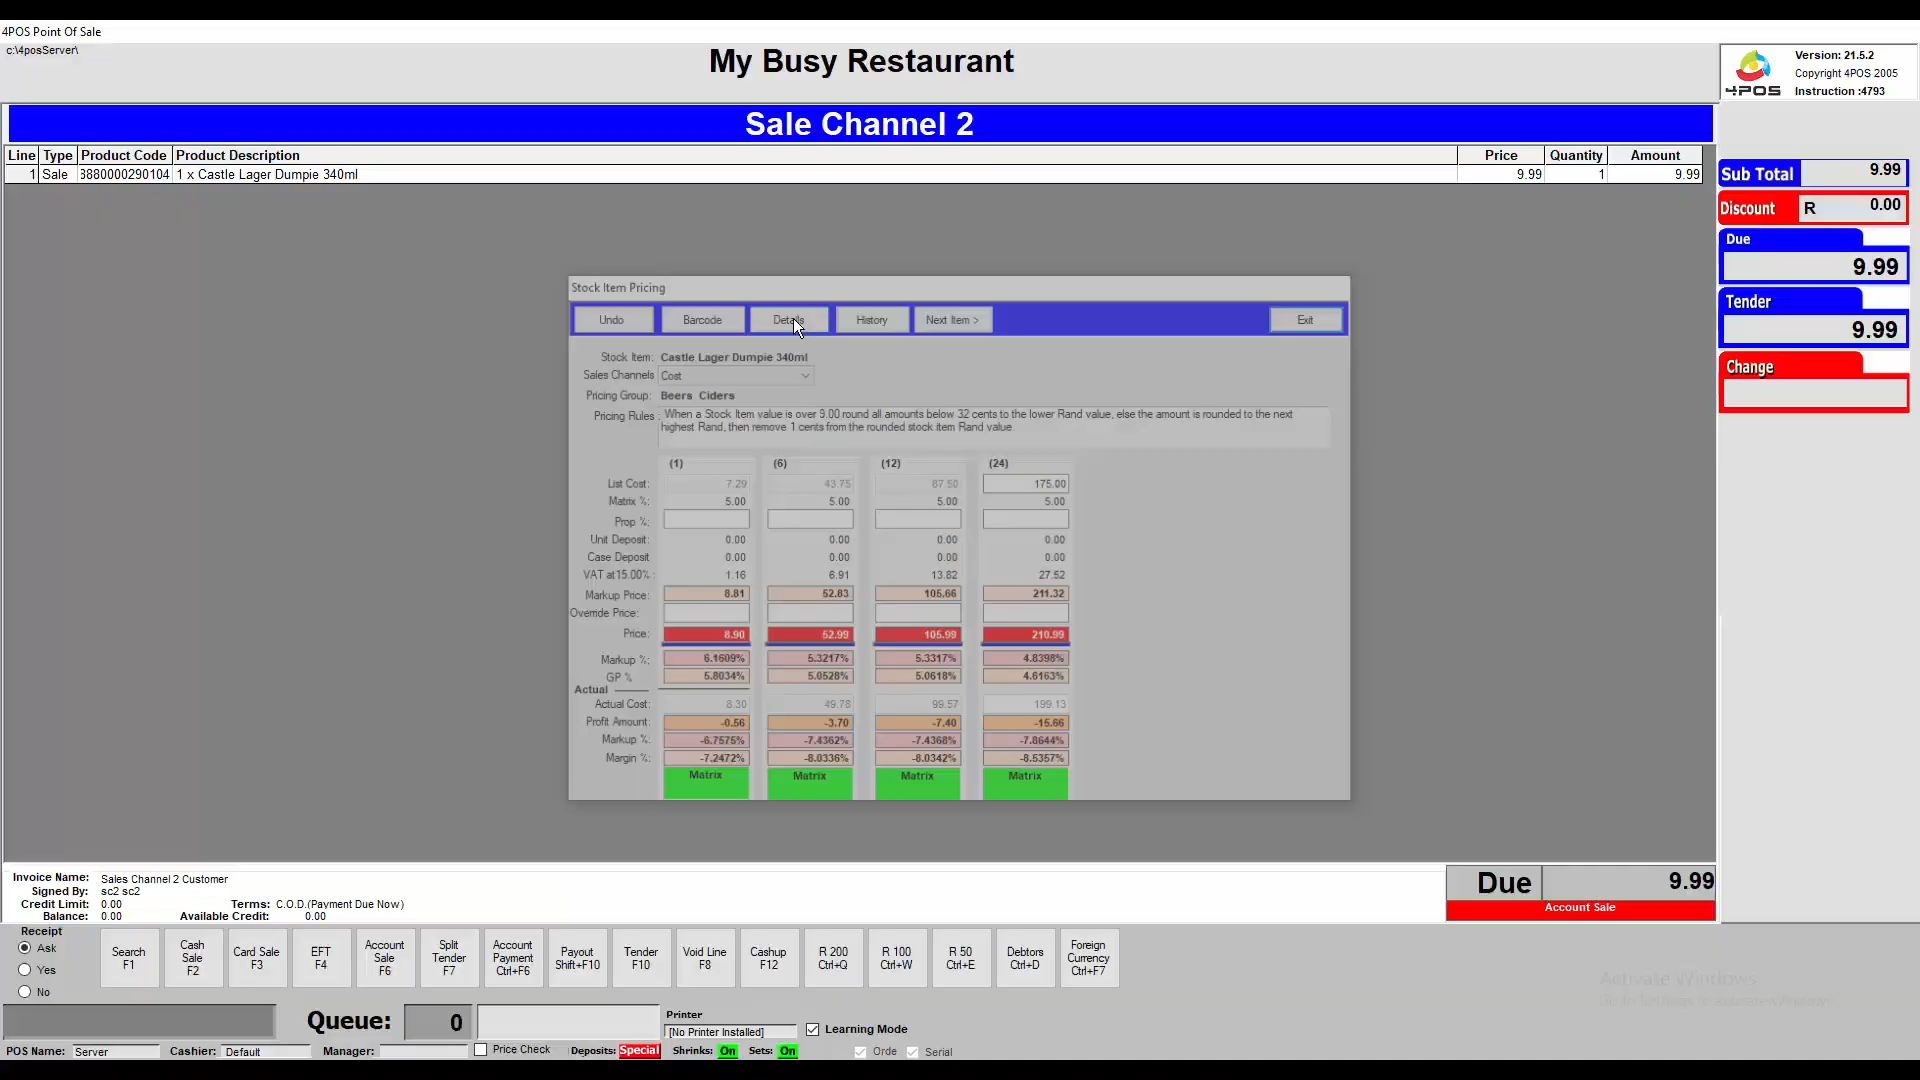 4POS Point Of Sale
c:\4posServer\
My Busy Restaurant
4POS
Version: 21.5.2
Copyright 4POS 2005
Instruction :4793
Sale Channel 2
Line Type Product Code Product Description Price Quantity Amount
1 Sale 3880000290104 1 x Castle Lager Dumpie 340ml 9.99 1 9.99
Sub Total 9.99
Discount R 0.00
Due
9.99
Tender
9.99
Change
Stock Item Pricing
Undo Barcode Details History Next Item > Exit
Stock Item: Castle Lager Dumpie 340ml
Sales Channels Cost
Pricing Group: Beers Ciders
Pricing Rules : When a Stock Item value is over 9.00 round all amounts below 32 cents to the lower Rand value, else the amount is rounded to the next
highest Rand, then remove 1 cents from the rounded stock item Rand value.
(1) (6) (12) (24)
List Cost: 7.29 43.75 87.50 175.00
Matrix %: 5.00 5.00 5.00 5.00
Prop %:
Unit Deposit: 0.00 0.00 0.00 0.00
Case Deposit 0.00 0.00 0.00 0.00
VAT at15.00% : 1.16 6.91 13.82 27.52
Markup Price: 8.81 52.83 105.66 211.32
Override Price:
Price: 8.90 52.99 105.99 210.99
Markup %: 6.1609% 5.3217% 5.3317% 4.8398%
GP % 5.8034% 5.0528% 5.0618% 4.6163%
Actual
Actual Cost: 8.30 49.78 99.57 199.13
Profit Amount: -0.56 -3.70 -7.40 -15.66
Markup %: -6.7575% -7.4362% -7.4368% -7.8644%
Margin %: -7.2472% -8.0336% -8.0342% -8.5357%
Matrix Matrix Matrix Matrix
Invoice Name: Sales Channel 2 Customer
Signed By: sc2 sc2
Credit Limit: 0.00 Terms: C.O.D.(Payment Due Now)
Balance: 0.00 Available Credit: 0.00
Due 9.99
Account Sale
Receipt
Ask
Yes
No
Search F1
Cash Sale F2
Card Sale F3
EFT F4
Account Sale F6
Split Tender F7
Account Payment Ctrl+F6
Payout Shift+F10
Tender F10
Void Line F8
Cashup F12
R 200 Ctrl+Q
R 100 Ctrl+W
R 50 Ctrl+E
Debtors Ctrl+D
Foreign Currency Ctrl+F7
Activate Windows
Go to Settings to activate Windows.
Queue: 0
Printer
[No Printer Installed] Learning Mode
POS Name: Server Cashier: Default Manager: Price Check Deposits: Special Shrinks: On Sets: On Orde Serial